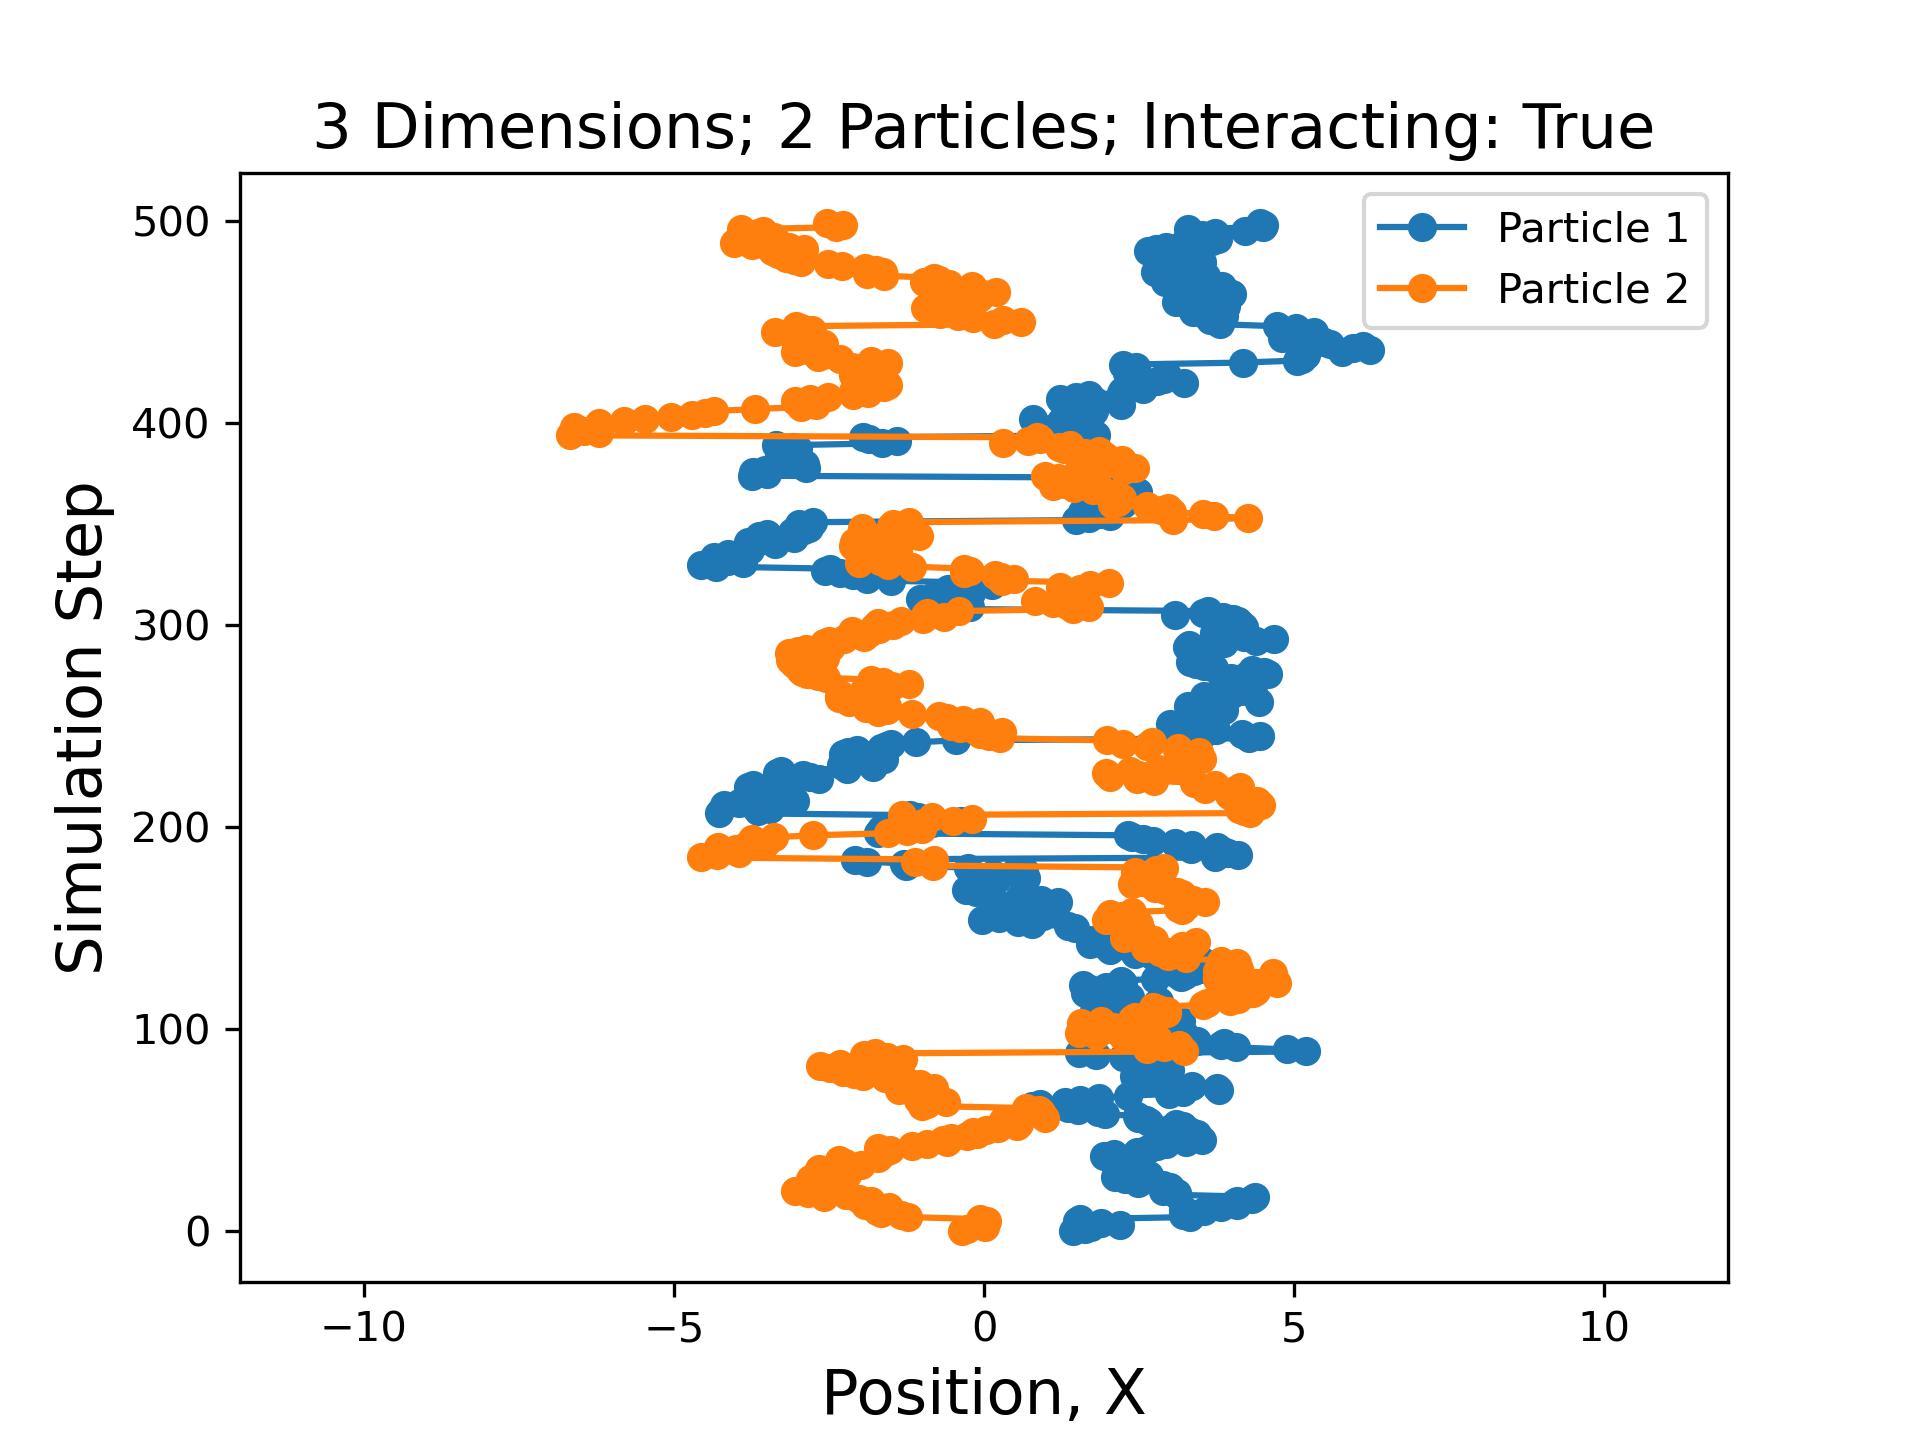 3 Dimensions; 2 Particles; Interacting: True
Particle 1
Particle 2
Simulation Step
500
400
300
200
100
0
−10
−5
0
5
10
Position, X